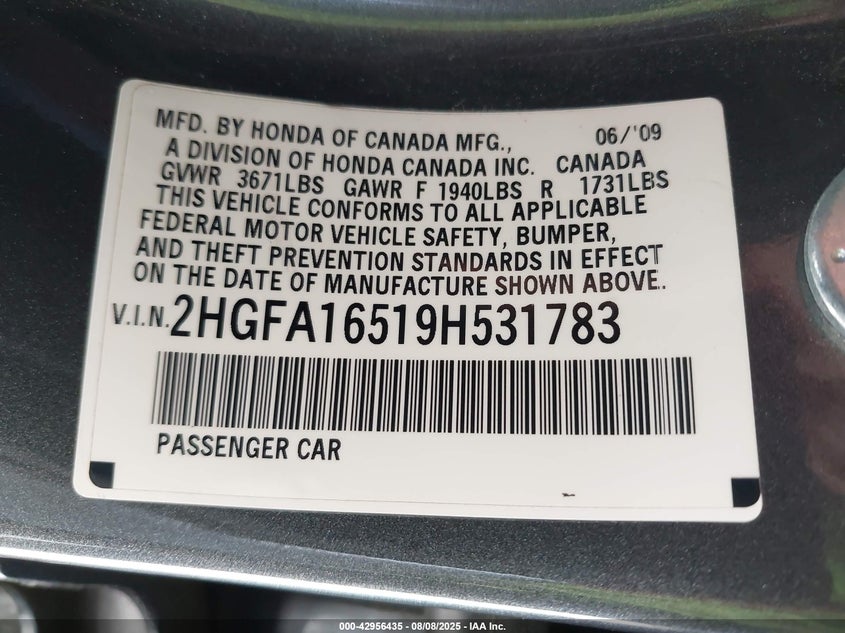 MFD. BY HONDA OF CANADA MFG., 06/'09
A DIVISION OF HONDA CANADA INC. CANADA
GVWR 3671LBS GAWR F 1940LBS R 1731LBS
THIS VEHICLE CONFORMS TO ALL APPLICABLE
FEDERAL MOTOR VEHICLE SAFETY, BUMPER,
AND THEFT PREVENTION STANDARDS IN EFFECT
ON THE DATE OF MANUFACTURE SHOWN ABOVE.
V.I.N. 2HGFA16519H531783
PASSENGER CAR
000-42956435 - 08/08/2025 - IAA Inc.